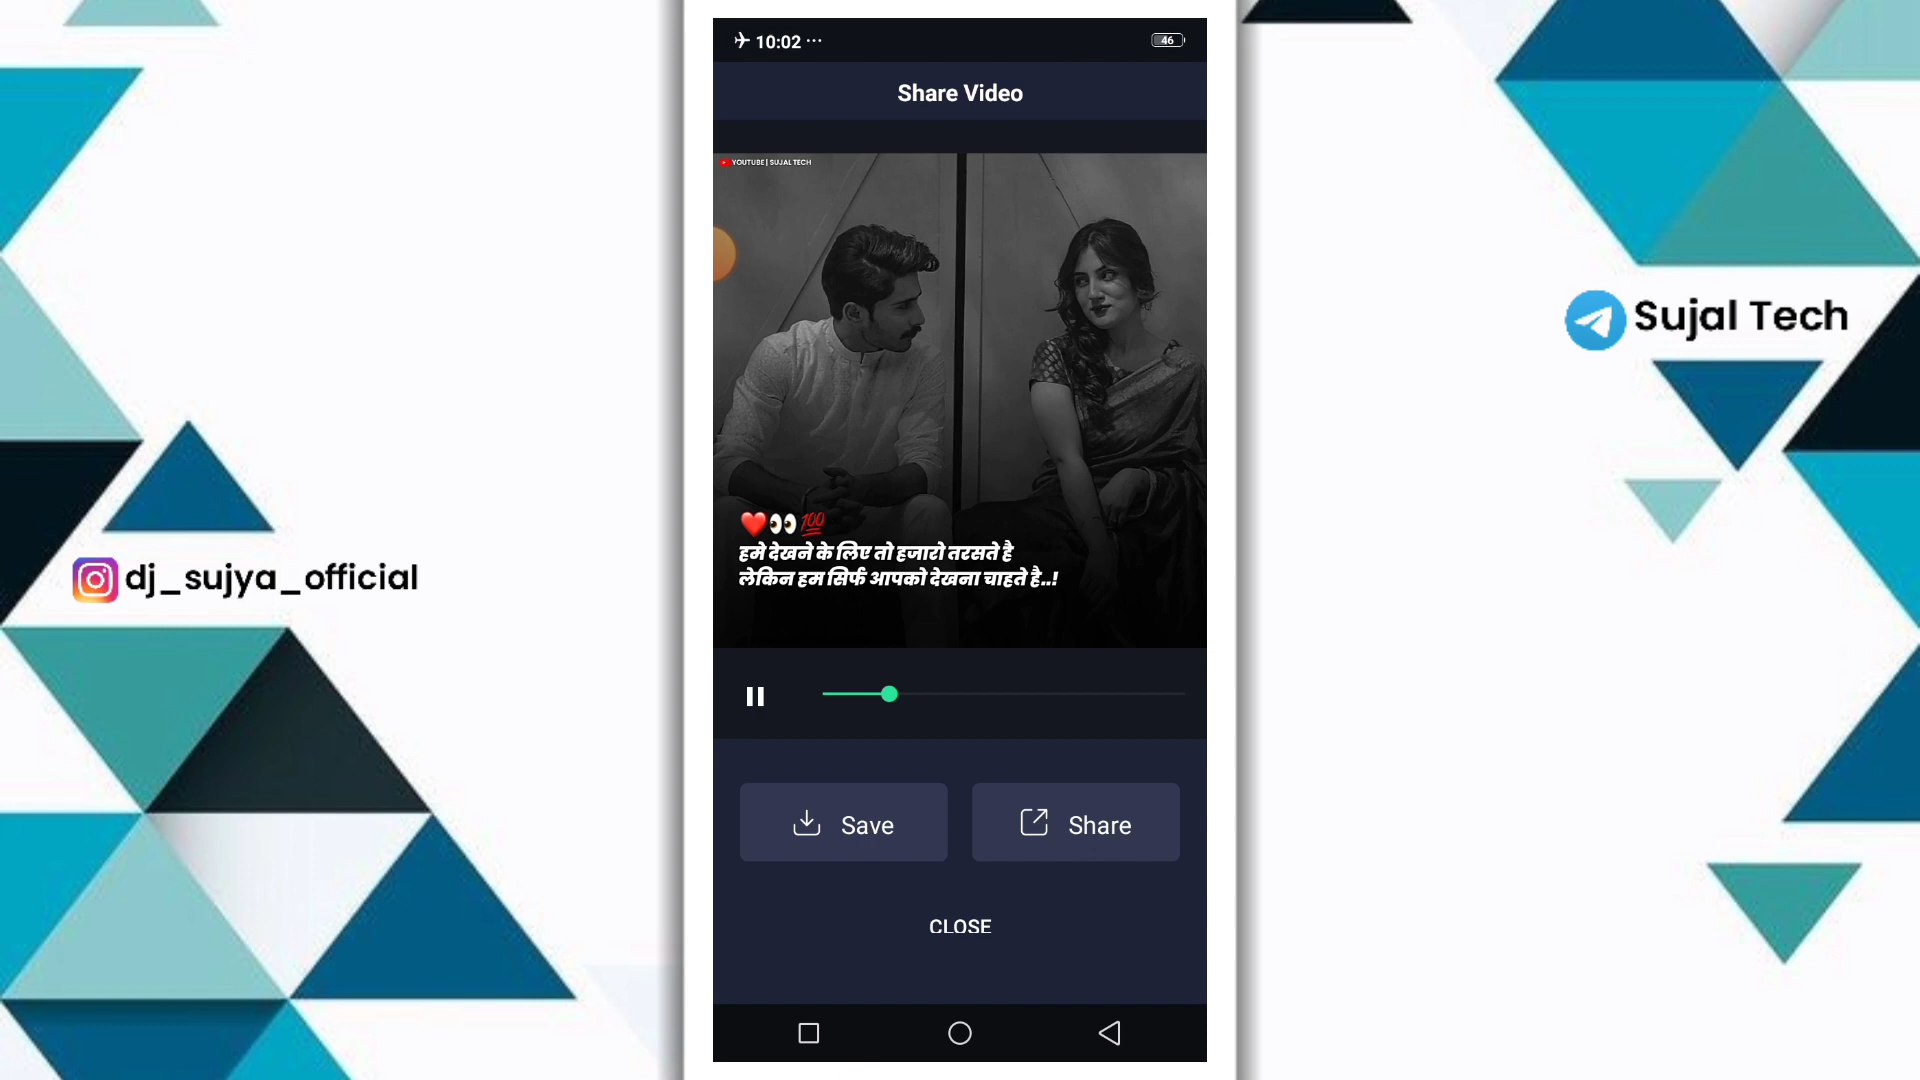 10:02 ...
46
Share Video
YOUTUBE | SUJAL TECH
Sujal Tech
❤️👀💯
हमे देखने के लिए तो हजारो तरसते है
लेकिन हम सिर्फ आपको देखना चाहते है..!
dj_sujya_official
Save
Share
CLOSE